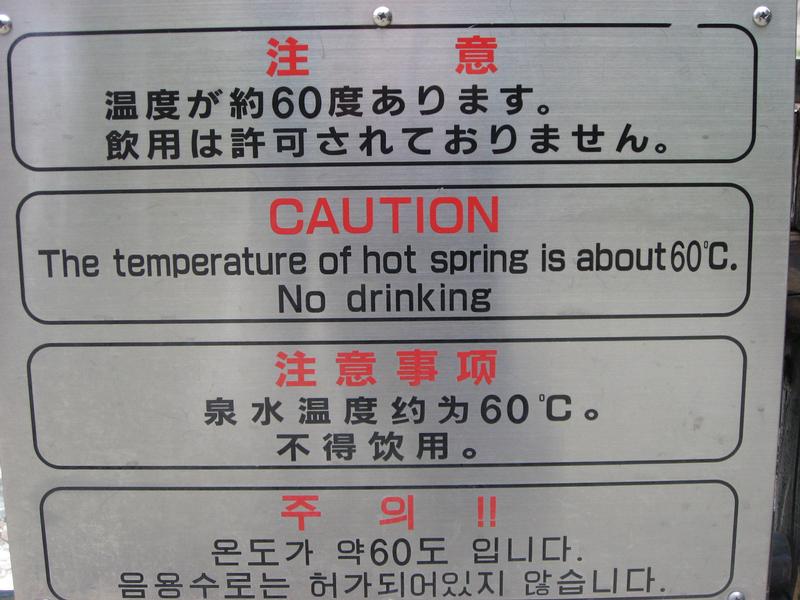 注 意
温度が約60度あります。
飲用は許可されておりません。
CAUTION
The temperature of hot spring is about 60°C.
No drinking
注意事项
泉水温度约为60℃。
不得饮用。
주 의 !!
온도가 약60도 입니다.
음용수로는 허가되어있지 않습니다.